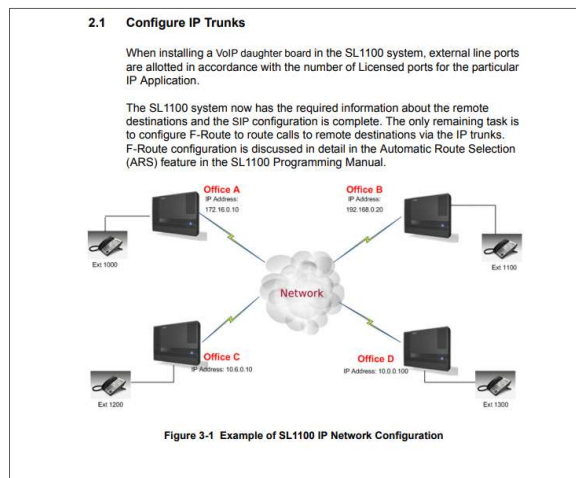 2.1 Configure IP Trunks
When installing a VoIP daughter board in the SL1100 system, external line ports
are allotted in accordance with the number of Licensed ports for the particular
IP Application.
The SL1100 system now has the required information about the remote
destinations and the SIP configuration is complete. The only remaining task is
to configure F-Route to route calls to remote destinations via the IP trunks.
F-Route configuration is discussed in detail in the Automatic Route Selection
(ARS) feature in the SL1100 Programming Manual.
Office A
IP Address:
172.16.0.10
Office B
IP Address:
192.168.0.20
Ext 1000
Ext 1100
Network
Office C
IP Address: 10.6.0.10
Office D
IP Address: 10.0.0.100
Ext 1200
Ext 1300
Figure 3-1 Example of SL1100 IP Network Configuration